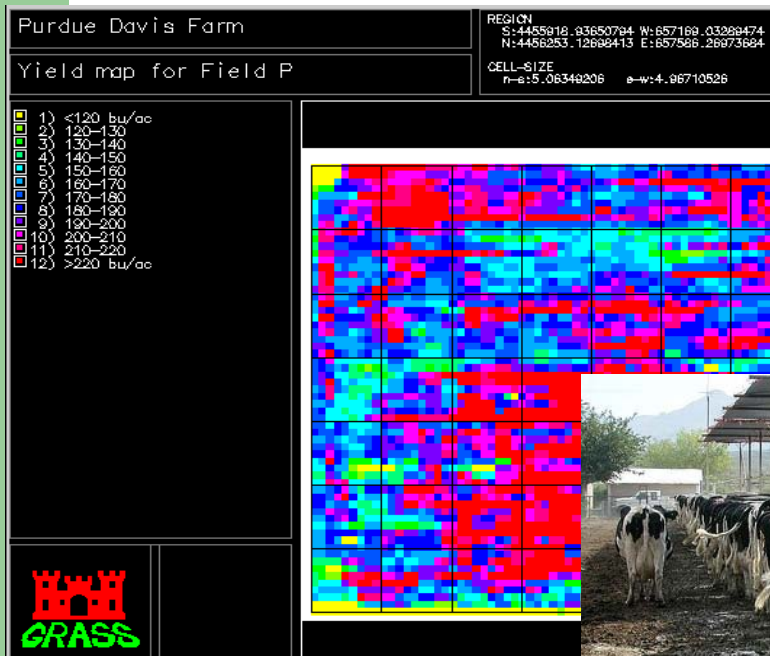 Purdue Davis Farm
Yield map for Field P
REGION
S:4455918.93650794 W:657169.03289474
N:4456253.12698413 E:657586.26973684
CELL-SIZE
n-s:5.06349206 e-w:4.96710526
1) <120 bu/ac
2) 120-130
3) 130-140
4) 140-150
5) 150-160
6) 160-170
7) 170-180
8) 180-190
9) 190-200
10) 200-210
11) 210-220
12) >220 bu/ac
GRASS